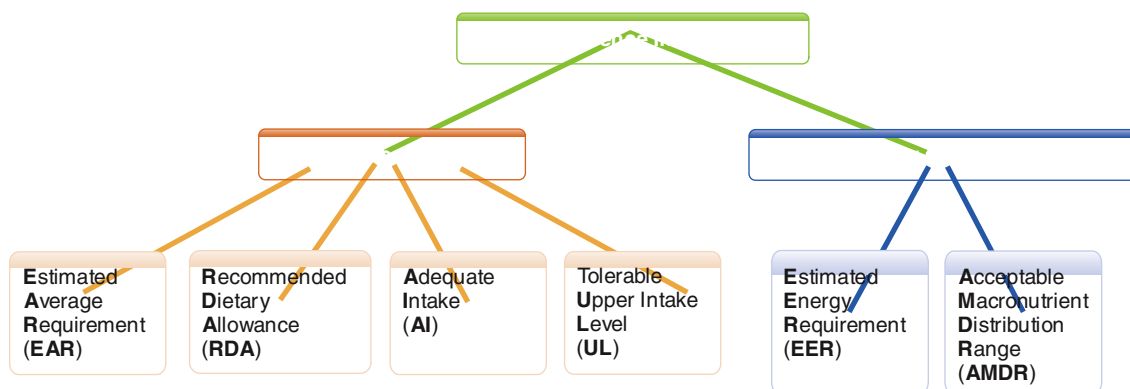 Estimated
Average
Requirement
(EAR)
Recommended
Dietary
Allowance
(RDA)
Adequate
Intake
(AI)
Tolerable
Upper Intake
Level
(UL)
Estimated
Energy
Requirement
(EER)
Acceptable
Macronutrient
Distribution
Range
(AMDR)